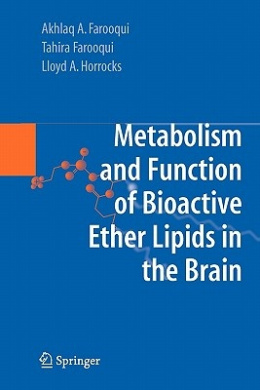 Akhlaq A. Farooqui
Tahira Farooqui
Lloyd A. Horrocks
Metabolism
and Function
of Bioactive
Ether Lipids in
the Brain
Springer